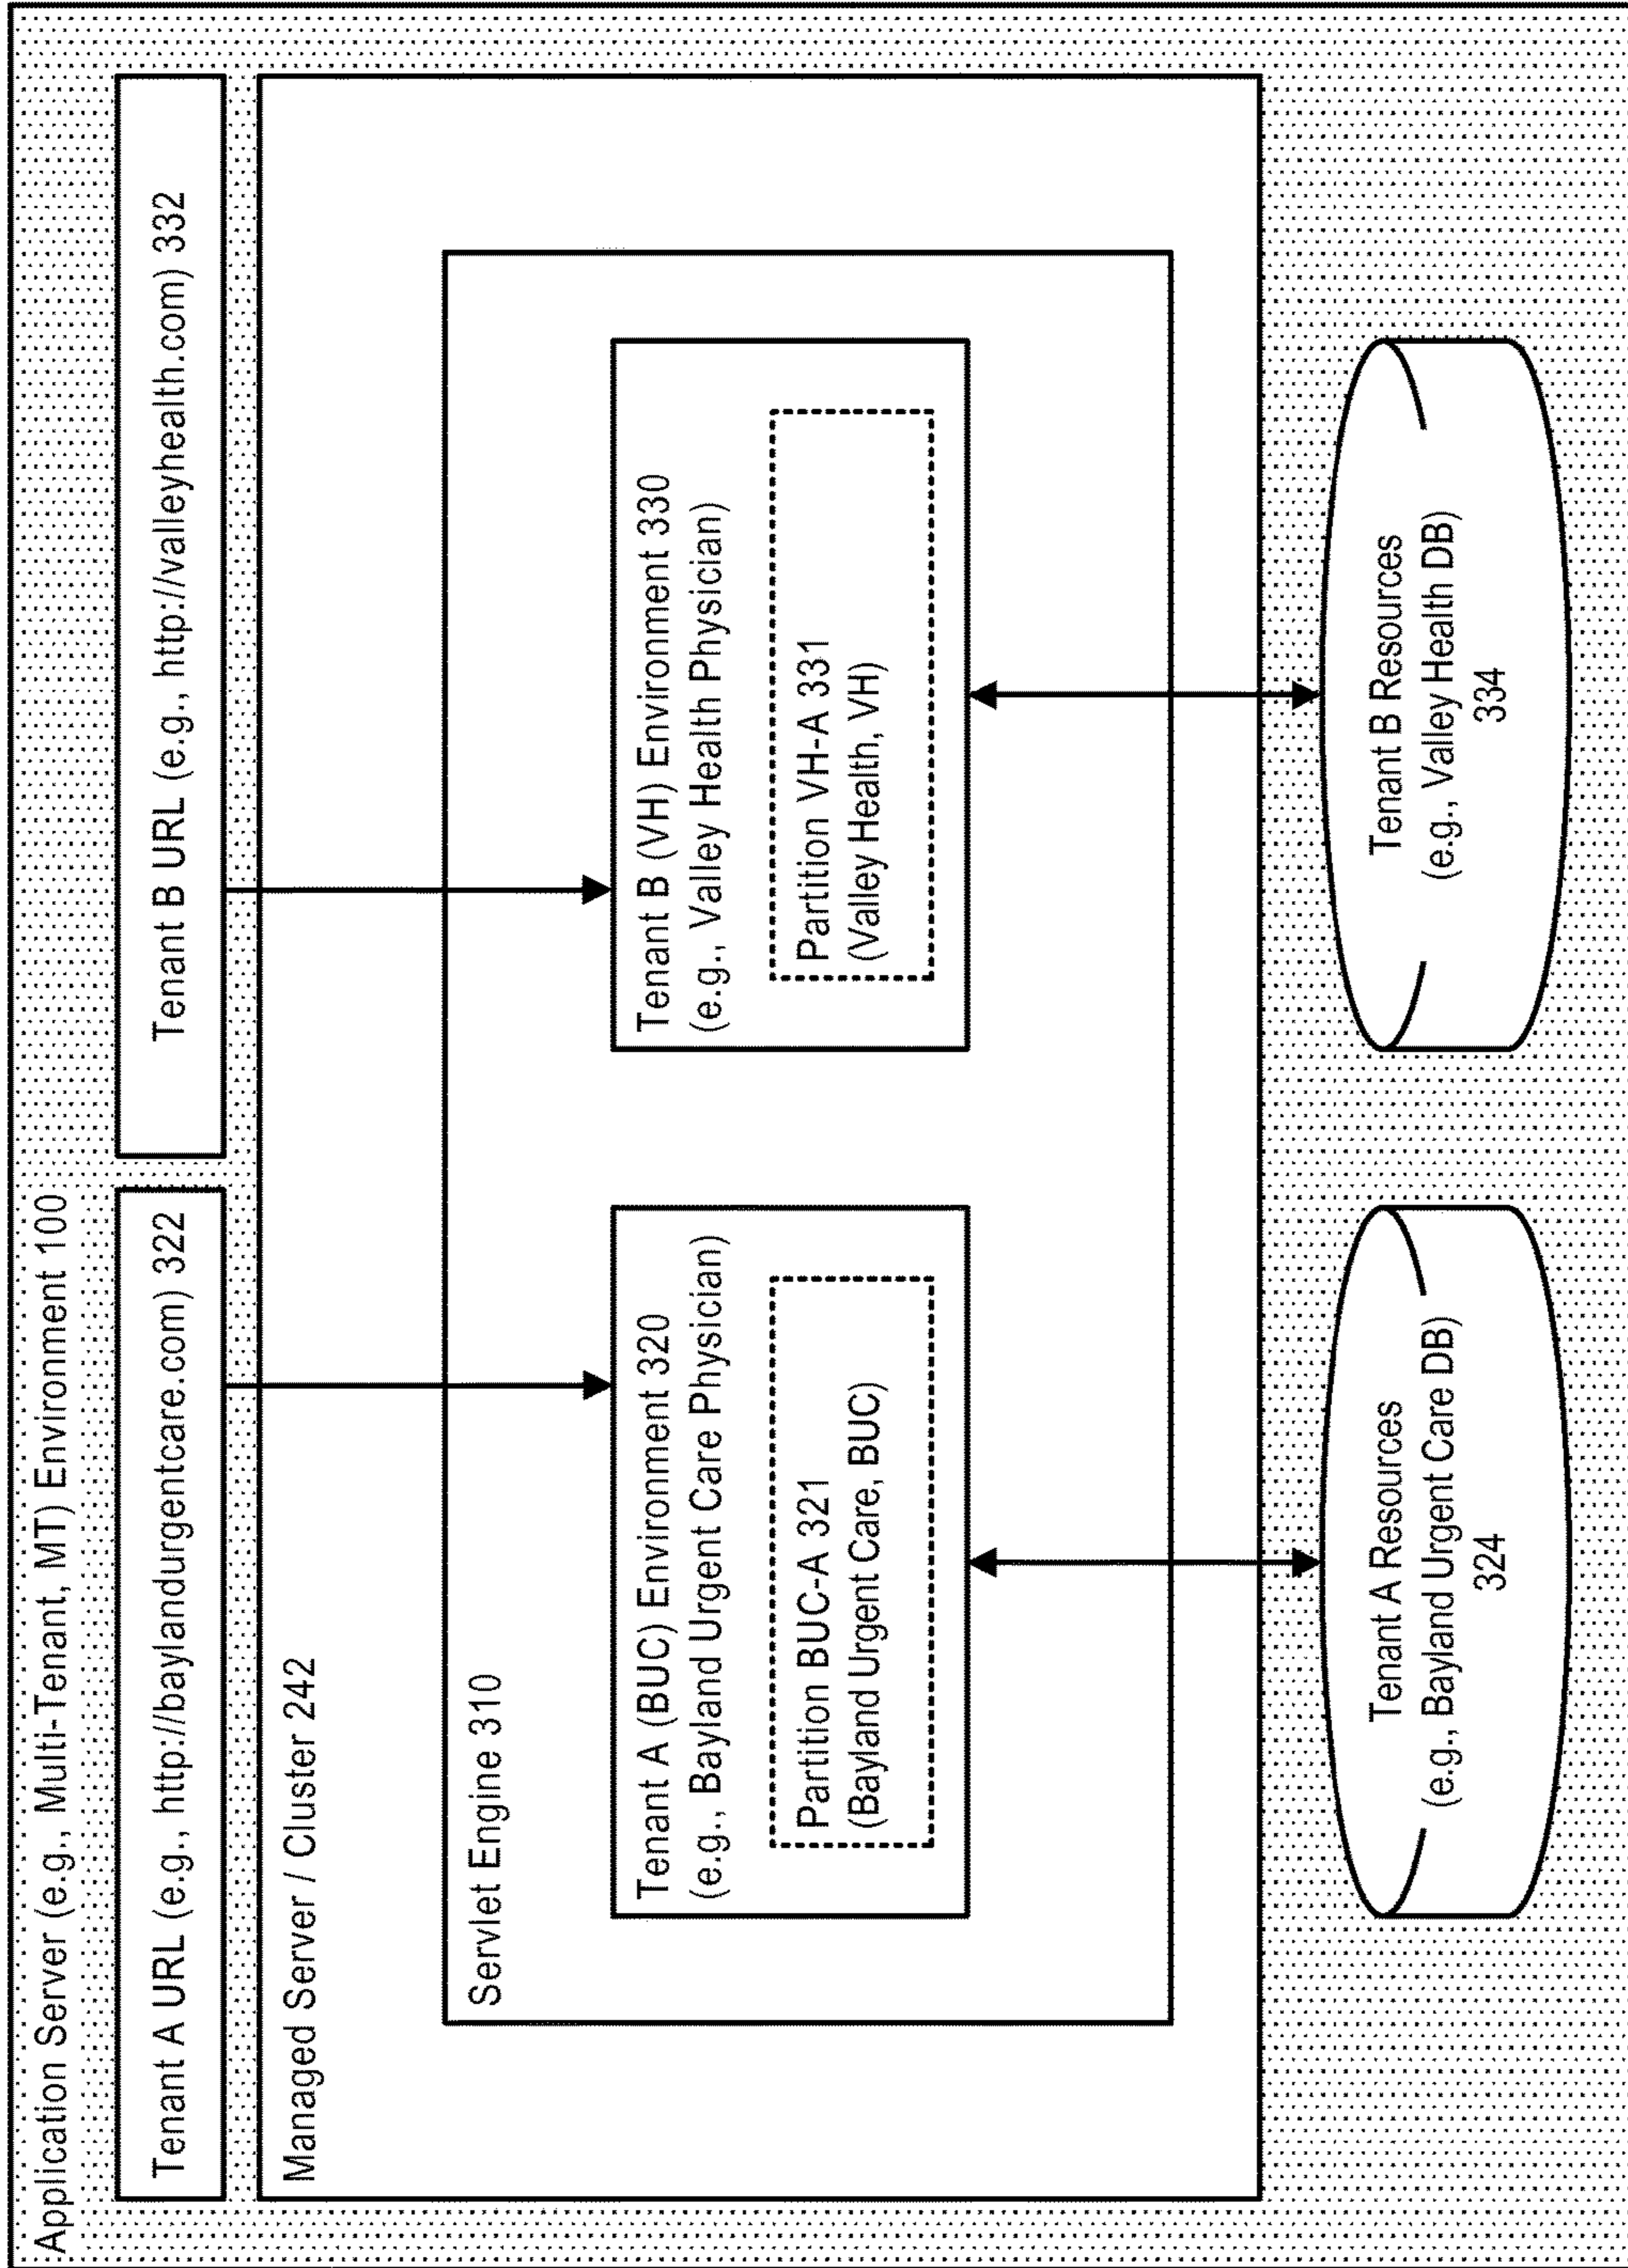 Application Server (e.g., Multi-Tenant, MT) Environment 100
Tenant A URL (e.g., http://baylandurgentcare.com) 322
Tenant B URL (e.g., http://valleyhealth.com) 332
Managed Server / Cluster 242
Servlet Engine 310
Tenant A (BUC) Environment 320
(e.g., Bayland Urgent Care Physician)
Partition BUC-A 321
(Bayland Urgent Care, BUC)
Tenant B (VH) Environment 330
(e.g., Valley Health Physician)
Partition VH-A 331
(Valley Health, VH)
Tenant A Resources
(e.g., Bayland Urgent Care DB)
324
Tenant B Resources
(e.g., Valley Health DB)
334